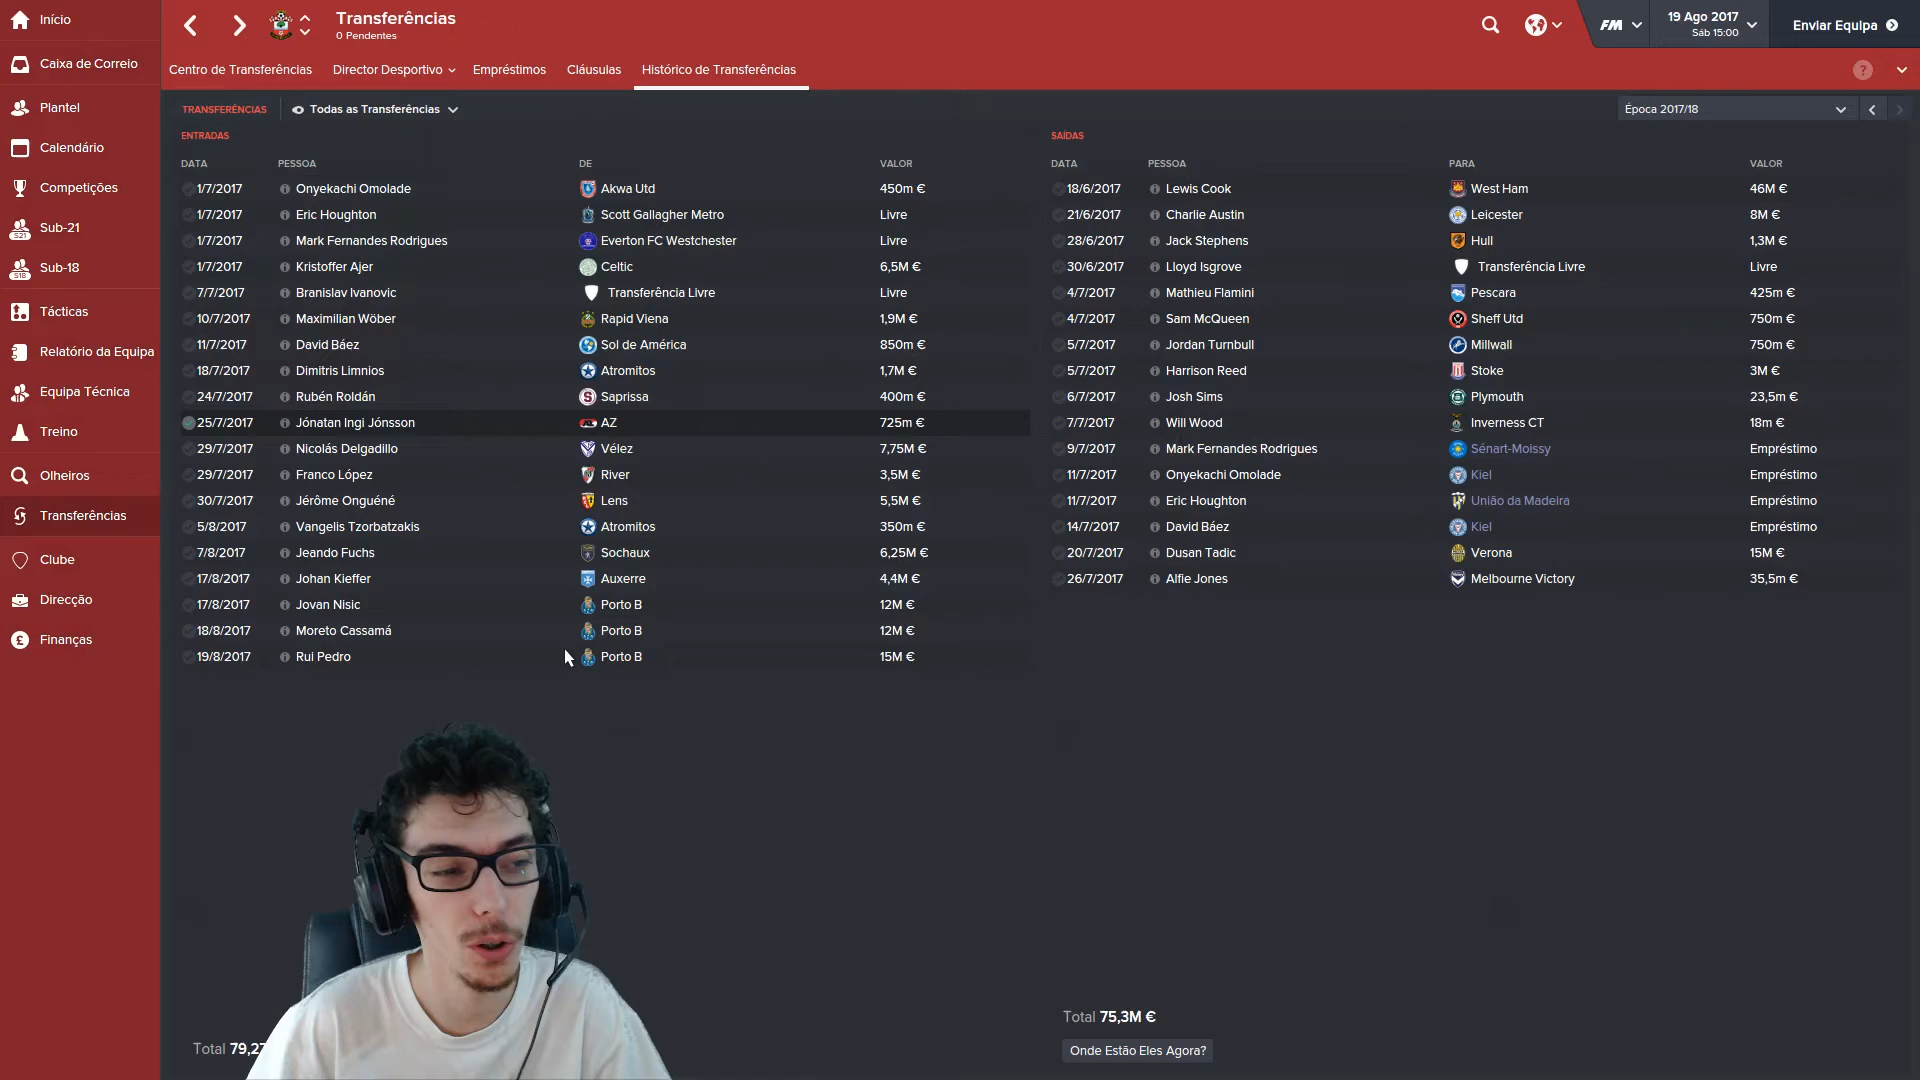 Início
Caixa de Correio
Plantel
Calendário
Competições
Sub-21
Sub-18
Tácticas
Relatório da Equipa
Equipa Técnica
Treino
Olheiros
Transferências
Clube
Direcção
Finanças
Transferências
0 Pendentes
FM
19 Ago 2017
Sáb 15:00
Enviar Equipa
Centro de Transferências Director Desportivo Empréstimos Cláusulas Histórico de Transferências
TRANSFERÊNCIAS Todas as Transferências Época 2017/18
ENTRADAS
DATA PESSOA DE VALOR
1/7/2017 Onyekachi Omolade Akwa Utd 450m €
1/7/2017 Eric Houghton Scott Gallagher Metro Livre
1/7/2017 Mark Fernandes Rodrigues Everton FC Westchester Livre
1/7/2017 Kristoffer Ajer Celtic 6,5M €
7/7/2017 Branislav Ivanovic Transferência Livre Livre
10/7/2017 Maximilian Wöber Rapid Viena 1,9M €
11/7/2017 David Báez Sol de América 850m €
18/7/2017 Dimitris Limnios Atromitos 1,7M €
24/7/2017 Rubén Roldán Saprissa 400m €
25/7/2017 Jónatan Ingi Jónsson AZ 725m €
29/7/2017 Nicolás Delgadillo Vélez 7,75M €
29/7/2017 Franco López River 3,5M €
30/7/2017 Jérôme Onguéné Lens 5,5M €
5/8/2017 Vangelis Tzorbatzakis Atromitos 350m €
7/8/2017 Jeando Fuchs Sochaux 6,25M €
17/8/2017 Johan Kieffer Auxerre 4,4M €
17/8/2017 Jovan Nisic Porto B 12M €
18/8/2017 Moreto Cassamá Porto B 12M €
19/8/2017 Rui Pedro Porto B 15M €
Total 79,27
SAÍDAS
DATA PESSOA PARA VALOR
18/6/2017 Lewis Cook West Ham 46M €
21/6/2017 Charlie Austin Leicester 8M €
28/6/2017 Jack Stephens Hull 1,3M €
30/6/2017 Lloyd Isgrove Transferência Livre Livre
4/7/2017 Mathieu Flamini Pescara 425m €
4/7/2017 Sam McQueen Sheff Utd 750m €
5/7/2017 Jordan Turnbull Millwall 750m €
5/7/2017 Harrison Reed Stoke 3M €
6/7/2017 Josh Sims Plymouth 23,5m €
7/7/2017 Will Wood Inverness CT 18m €
9/7/2017 Mark Fernandes Rodrigues Sénart-Moissy Empréstimo
11/7/2017 Onyekachi Omolade Kiel Empréstimo
11/7/2017 Eric Houghton União da Madeira Empréstimo
14/7/2017 David Báez Kiel Empréstimo
20/7/2017 Dusan Tadic Verona 15M €
26/7/2017 Alfie Jones Melbourne Victory 35,5m €
Total 75,3M €
Onde Estão Eles Agora?